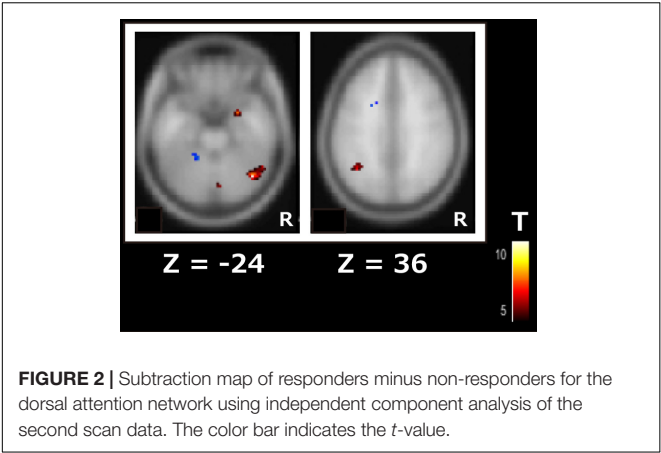 R
R
T
10
5
Z = -24
Z = 36
FIGURE 2 | Subtraction map of responders minus non-responders for the
dorsal attention network using independent component analysis of the
second scan data. The color bar indicates the t-value.